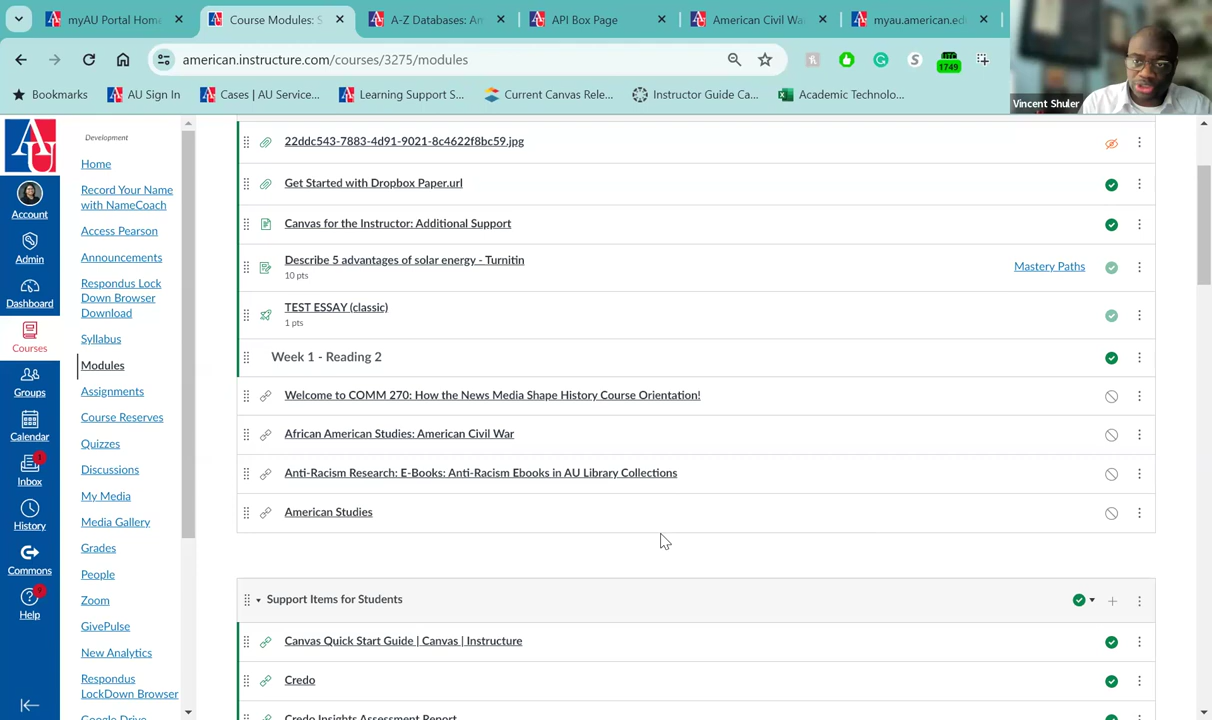 myAU Portal Home
Course Modules: S
A-Z Databases: Am
API Box Page
American Civil Wa
myau.american.ed
american.instructure.com/courses/3275/modules
1749
Vincent Shuler
Bookmarks
AU Sign In
Cases | AU Service...
Learning Support S...
Current Canvas Rele...
Instructor Guide Ca...
Academic Technolo...
Account
Admin
Dashboard
Courses
Groups
Calendar
Inbox
History
Commons
Help
Development
Home
Record Your Name
with NameCoach
Access Pearson
Announcements
Respondus Lock
Down Browser
Download
Syllabus
Modules
Assignments
Course Reserves
Quizzes
Discussions
My Media
Media Gallery
Grades
People
Zoom
GivePulse
New Analytics
Respondus
LockDown Browser
Google Drive
22ddc543-7883-4d91-9021-8c4622f8bc59.jpg
Get Started with Dropbox Paper.url
Canvas for the Instructor: Additional Support
Describe 5 advantages of solar energy - Turnitin
10 pts
Mastery Paths
TEST ESSAY (classic)
1 pts
Week 1 - Reading 2
Welcome to COMM 270: How the News Media Shape History Course Orientation!
African American Studies: American Civil War
Anti-Racism Research: E-Books: Anti-Racism Ebooks in AU Library Collections
American Studies
Support Items for Students
Canvas Quick Start Guide | Canvas | Instructure
Credo
Credo Insights Assessment Report